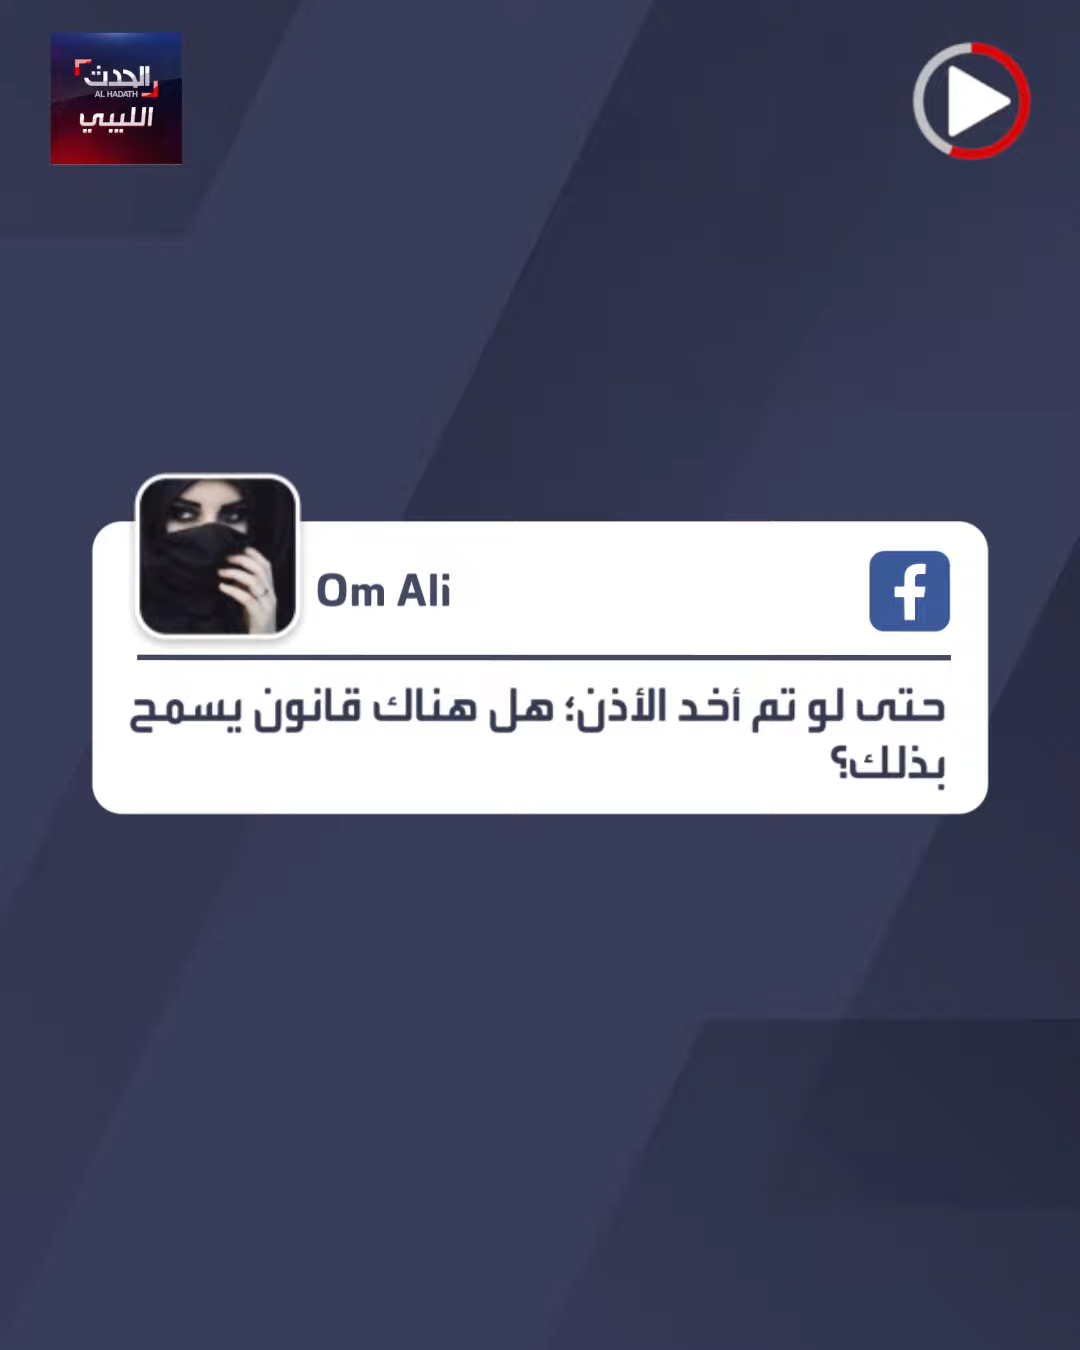 الحدث
AL HADATH
الليبي
Om Ali
حتى لو تم أخد الأذن؛ هل هناك قانون يسمح
بذلك؟